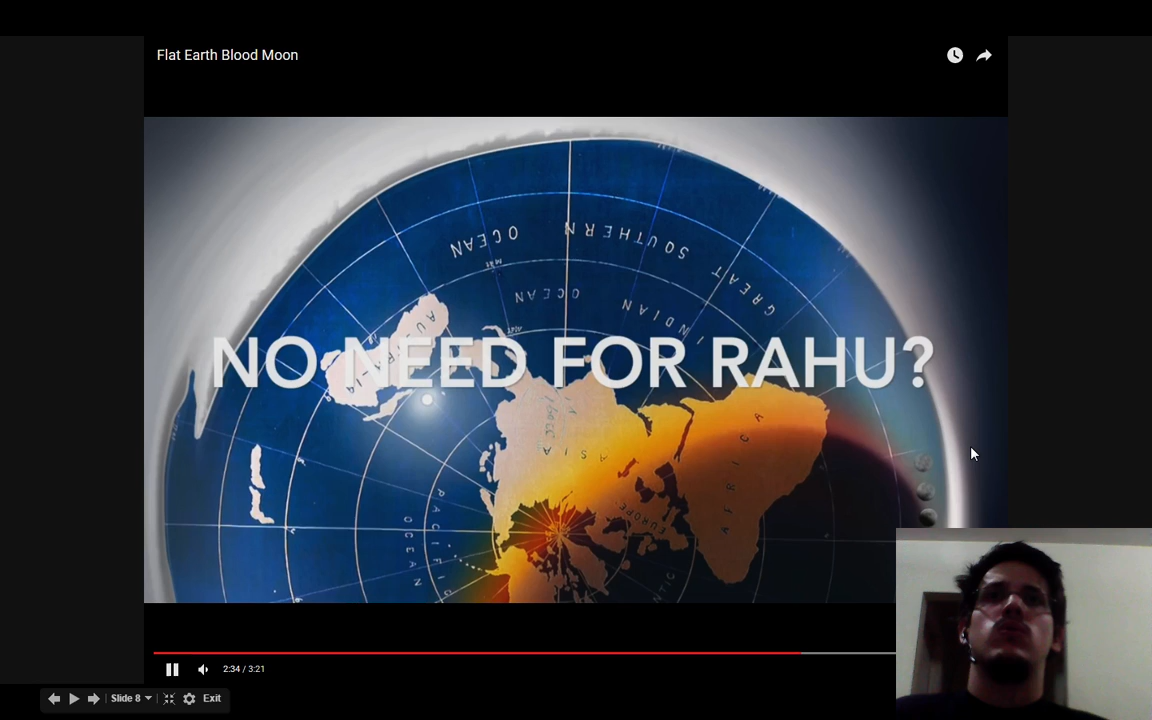 Flat Earth Blood Moon
GREAT SOUTHERN OCEAN
INDIAN OCEAN
AUSTRALIA
NO NEED FOR RAHU?
ASIA
AFRICA
EUROPE
PACIFIC
OCEAN
2:34 / 3:21
Slide 8
Exit